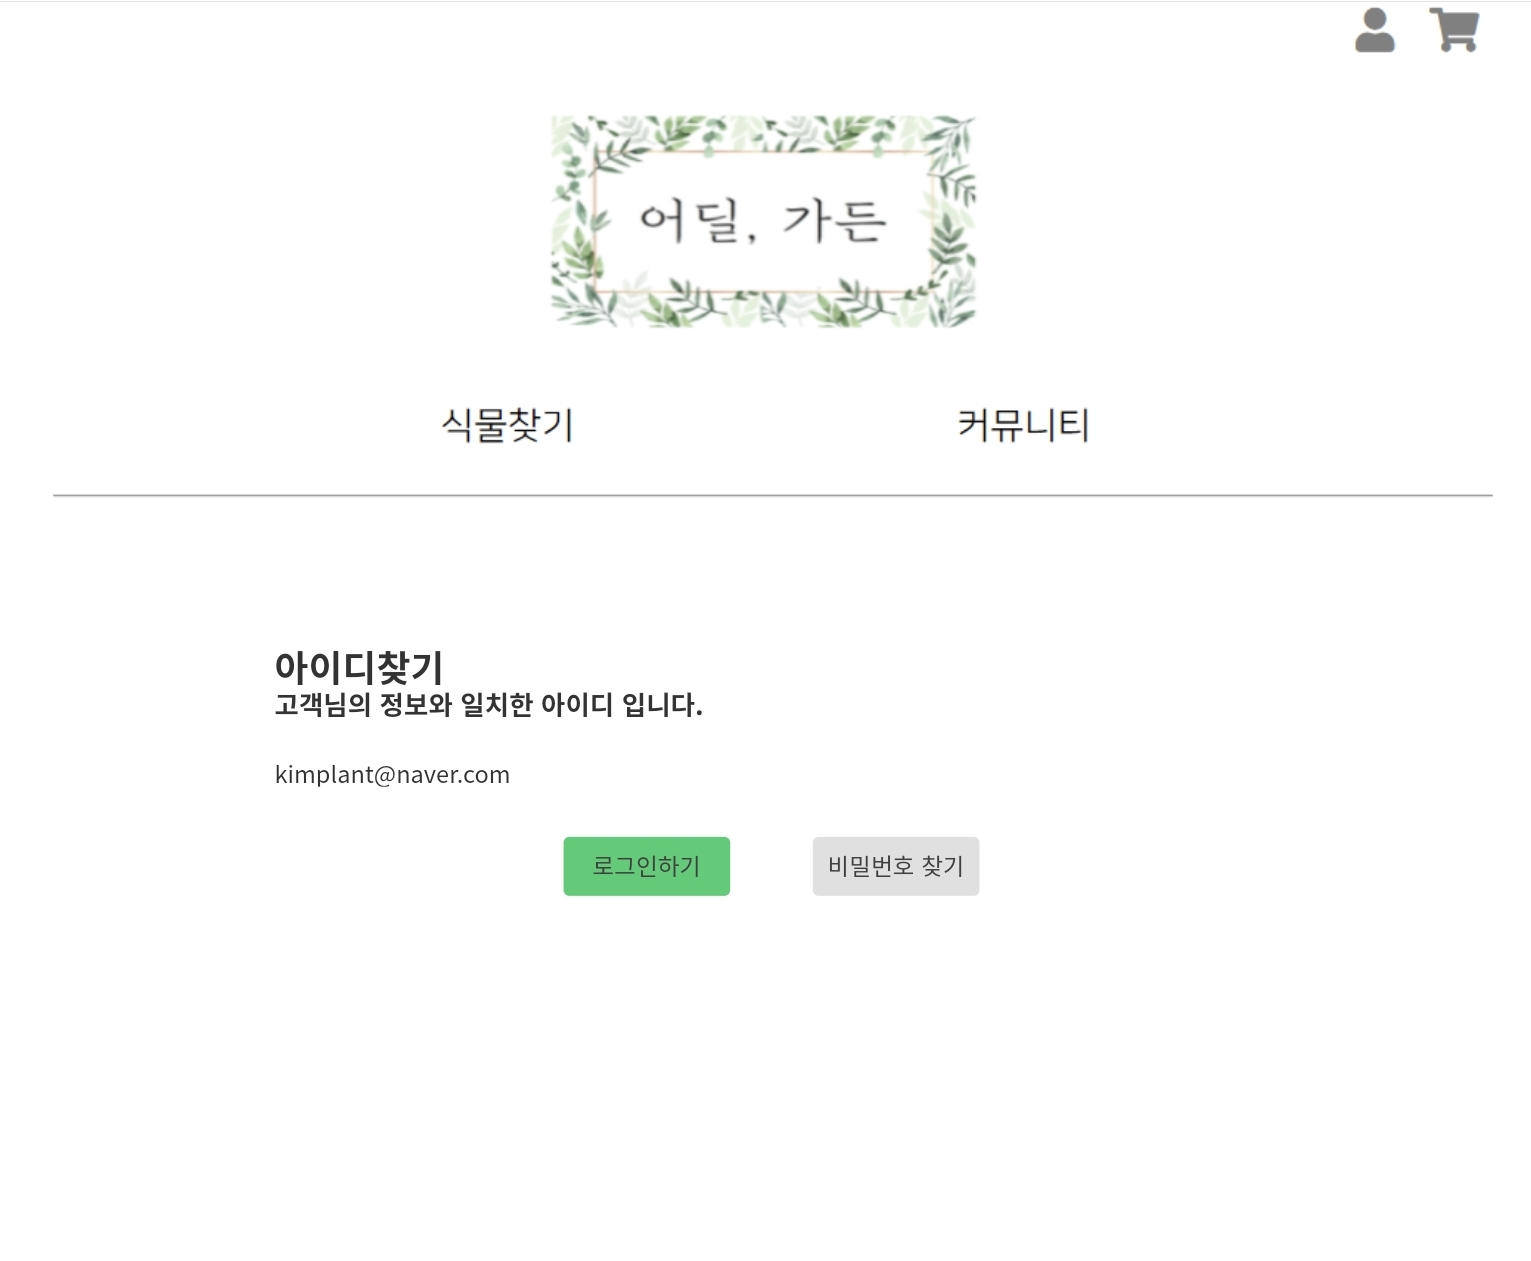 어딜, 가든
식물찾기 커뮤니티
아이디찾기
고객님의 정보와 일치한 아이디 입니다.
kimplant@naver.com
로그인하기 비밀번호 찾기